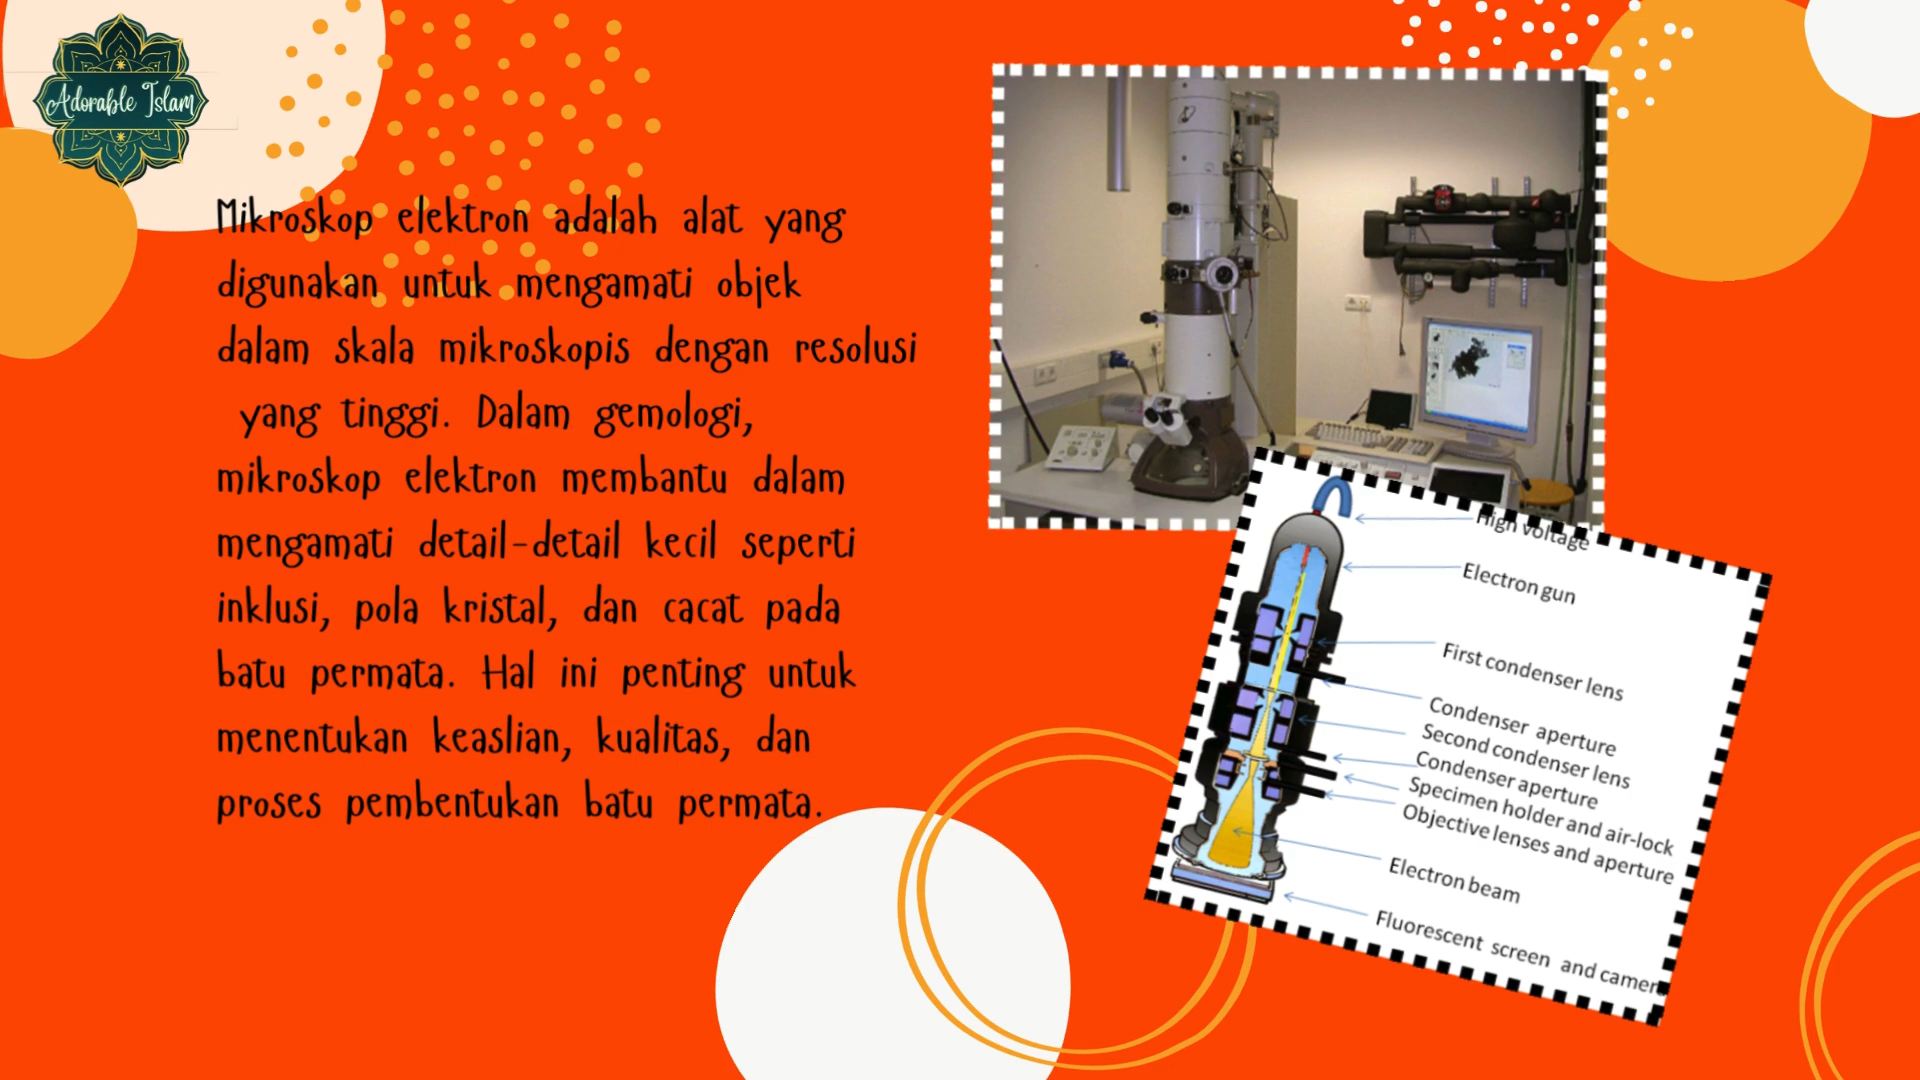 Adorable Islam
Mikroskop elektron adalah alat yang
digunakan untuk mengamati objek
dalam skala mikroskopis dengan resolusi
yang tinggi. Dalam gemologi,
mikroskop elektron membantu dalam
mengamati detail-detail kecil seperti
inklusi, pola kristal, dan cacat pada
batu permata. Hal ini penting untuk
menentukan keaslian, kualitas, dan
proses pembentukan batu permata.
High voltage
Electron gun
First condenser lens
Condenser aperture
Second condenser lens
Condenser aperture
Specimen holder and air-lock
Objective lenses and aperture
Electron beam
Fluorescent screen and camera